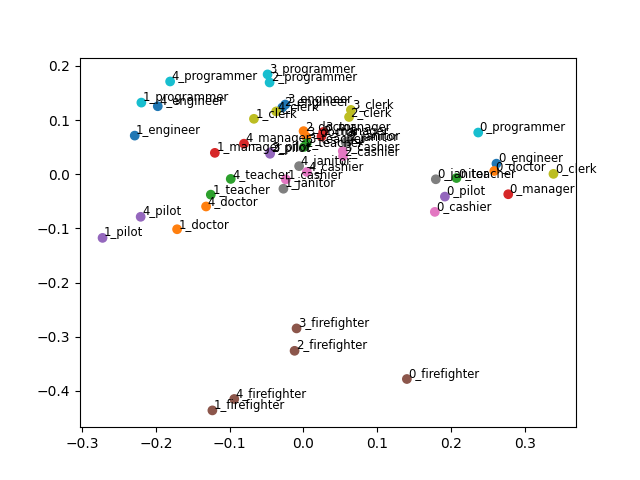 0.2
0.1
0.0
−0.1
−0.2
−0.3
−0.4
−0.3
−0.2
−0.1
0.0
0.1
0.2
0.3
3_programmer
4_programmer
2_programmer
1_programmer
4_engineer
3_engineer
3_clerk
4_clerk
2_clerk
1_clerk
0_programmer
1_engineer
4_manager
1_manager
3_pilot
2_cashier
0_engineer
4_janitor
4_cashier
0_doctor
0_clerk
4_teacher
1_cashier
0_janitor
1_janitor
1_teacher
0_pilot
0_manager
4_doctor
0_cashier
4_pilot
1_doctor
1_pilot
3_firefighter
2_firefighter
0_firefighter
4_firefighter
1_firefighter